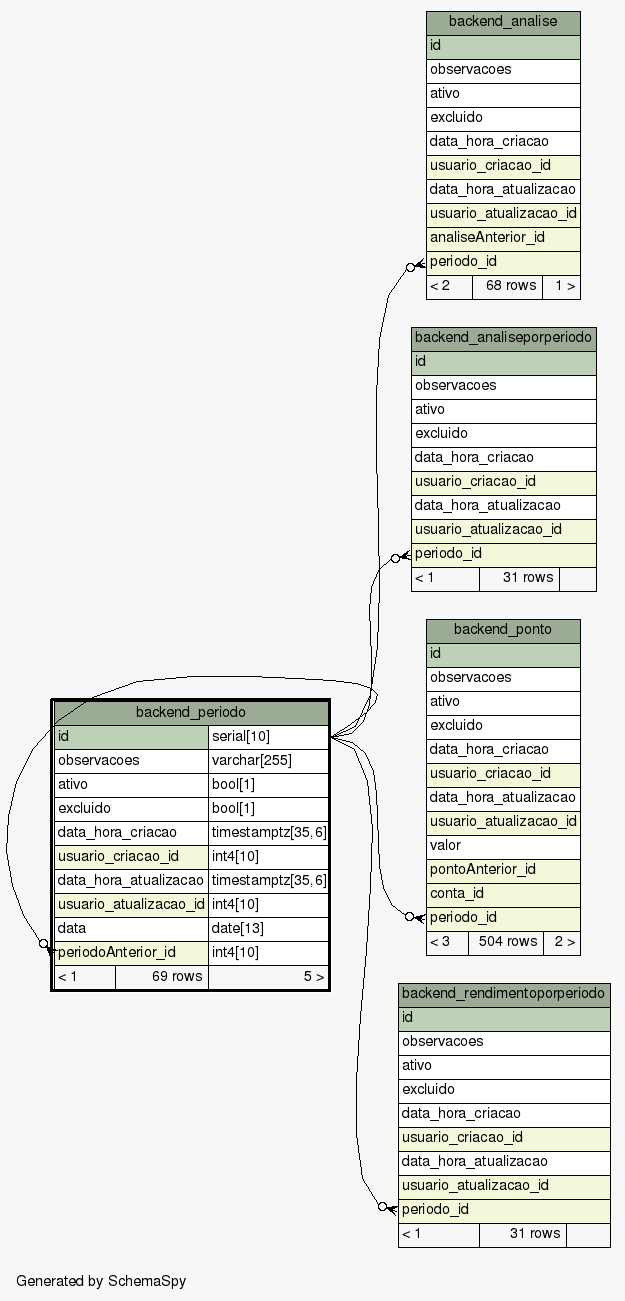 backend_analise
id
observacoes
ativo
excluido
data_hora_criacao
usuario_criacao_id
data_hora_atualizacao
usuario_atualizacao_id
analiseAnterior_id
periodo_id
< 2 68 rows 1 >
backend_analiseporperiodo
id
observacoes
ativo
excluido
data_hora_criacao
usuario_criacao_id
data_hora_atualizacao
usuario_atualizacao_id
periodo_id
< 1 31 rows
backend_ponto
id
observacoes
ativo
excluido
data_hora_criacao
usuario_criacao_id
data_hora_atualizacao
usuario_atualizacao_id
valor
pontoAnterior_id
conta_id
periodo_id
< 3 504 rows 2 >
backend_periodo
id serial[10]
observacoes varchar[255]
ativo bool[1]
excluido bool[1]
data_hora_criacao timestamptz[35,6]
usuario_criacao_id int4[10]
data_hora_atualizacao timestamptz[35,6]
usuario_atualizacao_id int4[10]
data date[13]
periodoAnterior_id int4[10]
< 1 69 rows 5 >
backend_rendimentoporperiodo
id
observacoes
ativo
excluido
data_hora_criacao
usuario_criacao_id
data_hora_atualizacao
usuario_atualizacao_id
periodo_id
< 1 31 rows
Generated by SchemaSpy